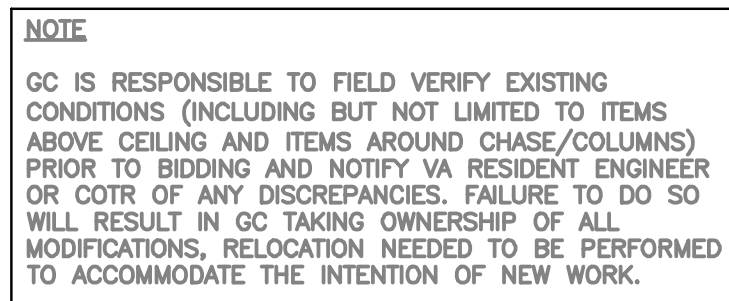 NOTE
GC IS RESPONSIBLE TO FIELD VERIFY EXISTING
CONDITIONS (INCLUDING BUT NOT LIMITED TO ITEMS
ABOVE CEILING AND ITEMS AROUND CHASE/COLUMNS)
PRIOR TO BIDDING AND NOTIFY VA RESIDENT ENGINEER
OR COTR OF ANY DISCREPANCIES. FAILURE TO DO SO
WILL RESULT IN GC TAKING OWNERSHIP OF ALL
MODIFICATIONS, RELOCATION NEEDED TO BE PERFORMED
TO ACCOMMODATE THE INTENTION OF NEW WORK.